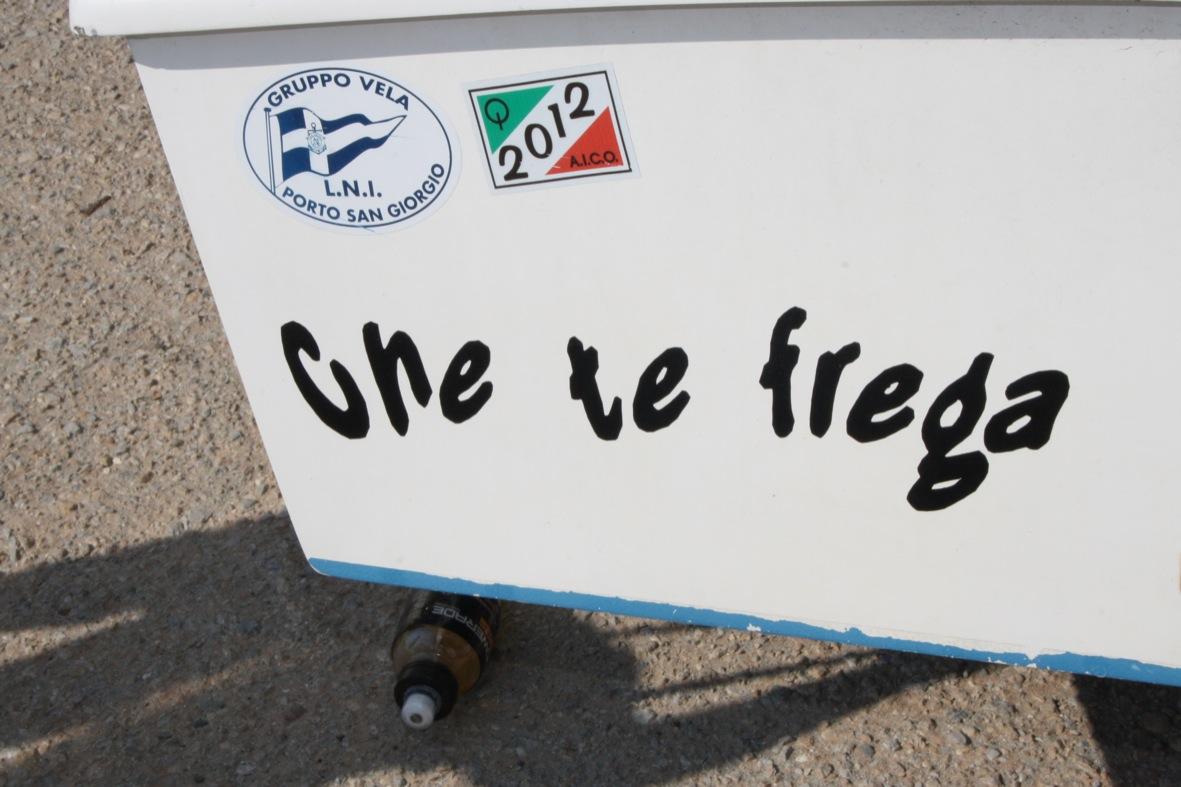 GRUPPO VELA
L.N.I.
PORTO SAN GIORGIO
2012
A.I.C.O.
Che te frega